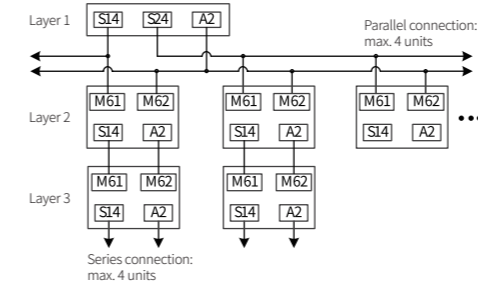 Layer 1
S14 S24 A2
Parallel connection:
max. 4 units
Layer 2
M61 M62 M61 M62 M61 M62
S14 A2 S14 A2 S14 A2
•••
Layer 3
M61 M62 M61 M62
S14 A2 S14 A2
Series connection:
max. 4 units